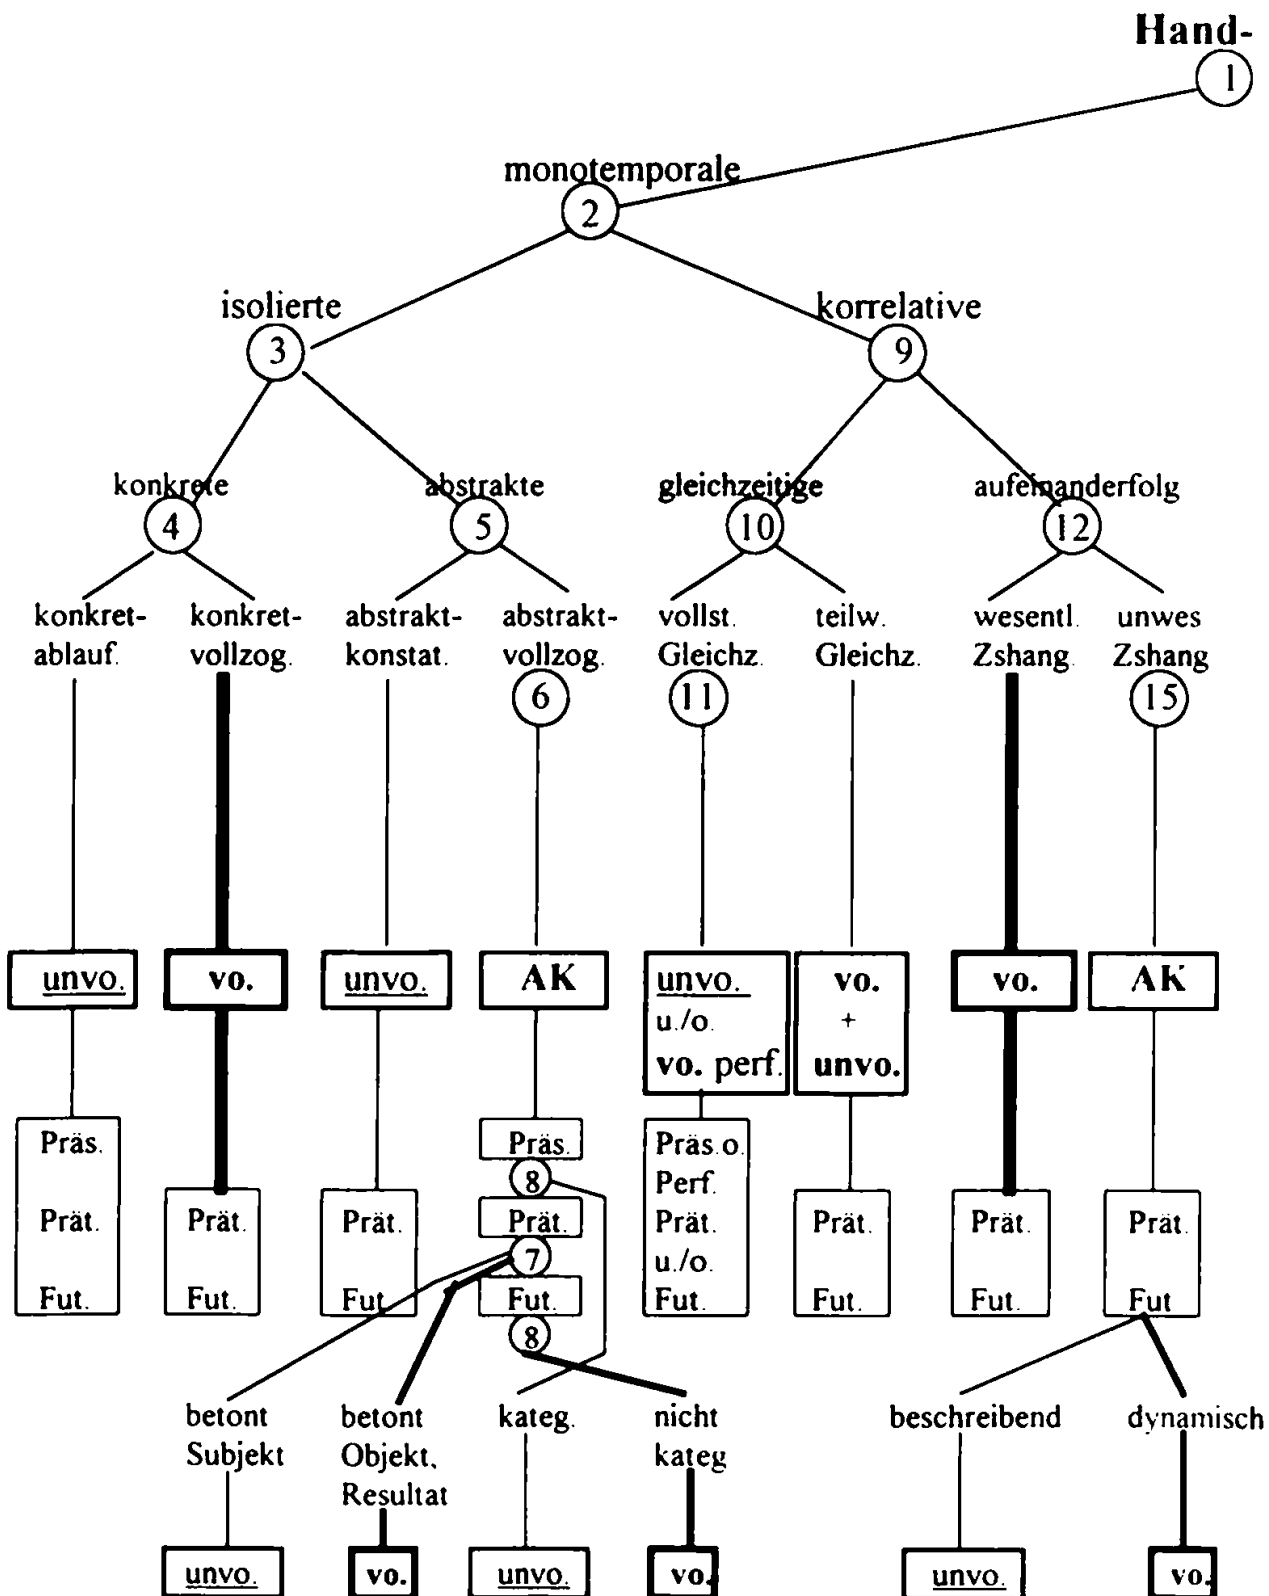 Hand-
1
monotemporale
2
isolierte korrelative
3 9
konkrete abstrakte gleichzeitige aufeinanderfolg
4 5 10 12
konkret- konkret- abstrakt- abstrakt- vollst. teilw. wesentl. unwes
ablauf. vollzog. konstat. vollzog. Gleichz. Gleichz. Zshang. Zshang
6 11 15
unvo. vo. unvo. AK unvo. vo. vo. AK
u./o. +
vo. perf. unvo.
Präs. Präs. Präs.o.
8 Perf.
Prät. Prät. Prät. Prät. Prät. Prät. Prät. Prät.
7 u./o.
Fut. Fut. Fut. Fut. Fut. Fut. Fut. Fut
8
betont betont kateg. nicht beschreibend dynamisch
Subjekt Objekt, kateg
Resultat
unvo. vo. unvo. vo. unvo. vo.